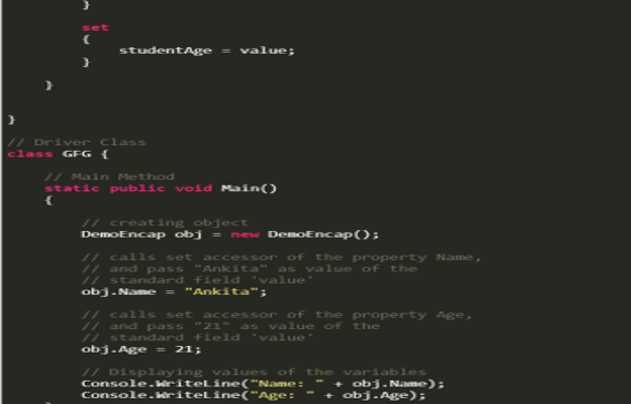 }
set
{
studentAge = value;
}
}
}
// Driver Class
class GFG {
// Main Method
static public void Main()
{
// creating object
DemoEncap obj = new DemoEncap();
// calls set accessor of the property Name,
// and pass "Ankita" as value of the
// standard field 'value'
obj.Name = "Ankita";
// calls set accessor of the property Age,
// and pass "21" as value of the
// standard field 'value'
obj.Age = 21;
// Displaying values of the variables
Console.WriteLine("Name: " + obj.Name);
Console.WriteLine("Age: " + obj.Age);